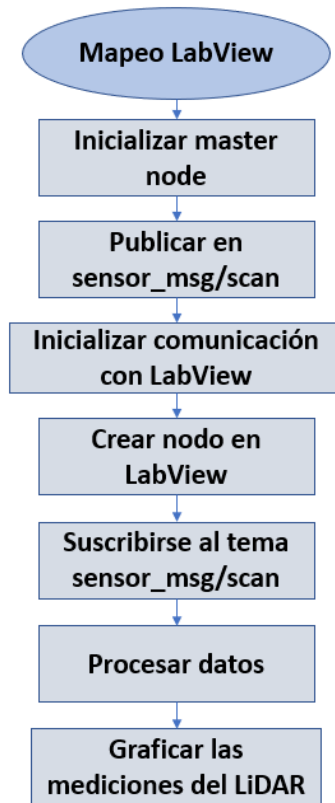 Mapeo LabView
Inicializar master
node
Publicar en
sensor_msg/scan
Inicializar comunicación
con LabView
Crear nodo en
LabView
Suscribirse al tema
sensor_msg/scan
Procesar datos
Graficar las
mediciones del LiDAR